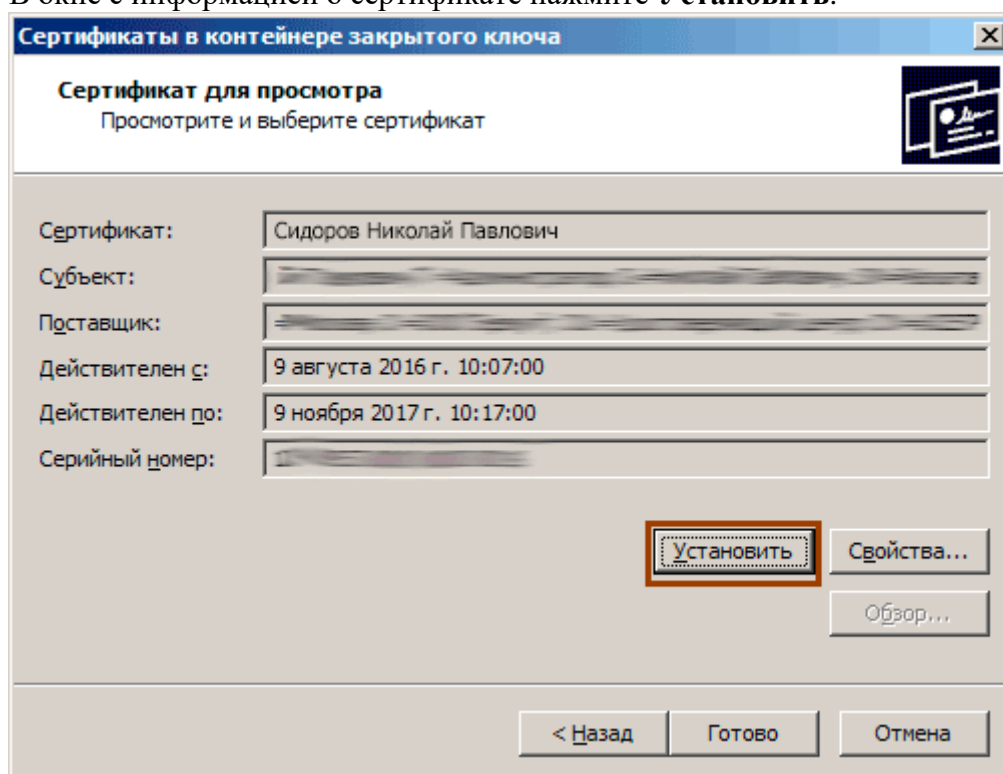 В окне с информацией о сертификате нажмите Установить.
Сертификаты в контейнере закрытого ключа
Сертификат для просмотра
Просмотрите и выберите сертификат
Сертификат: Сидоров Николай Павлович
Субъект:
Поставщик:
Действителен с: 9 августа 2016 г. 10:07:00
Действителен по: 9 ноября 2017 г. 10:17:00
Серийный номер:
Установить Свойства...
Обзор...
< Назад Готово Отмена